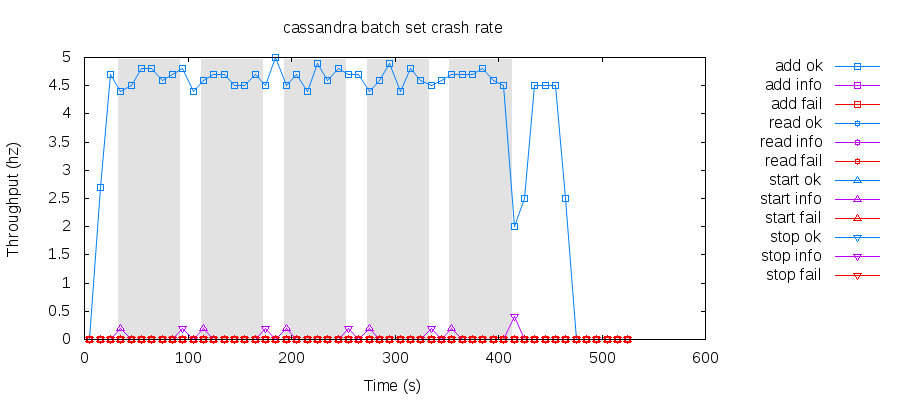 cassandra batch set crash rate
Throughput (hz)
5
4.5
4
3.5
3
2.5
2
1.5
1
0.5
0
0 100 200 300 400 500 600
Time (s)
add ok
add info
add fail
read ok
read info
read fail
start ok
start info
start fail
stop ok
stop info
stop fail